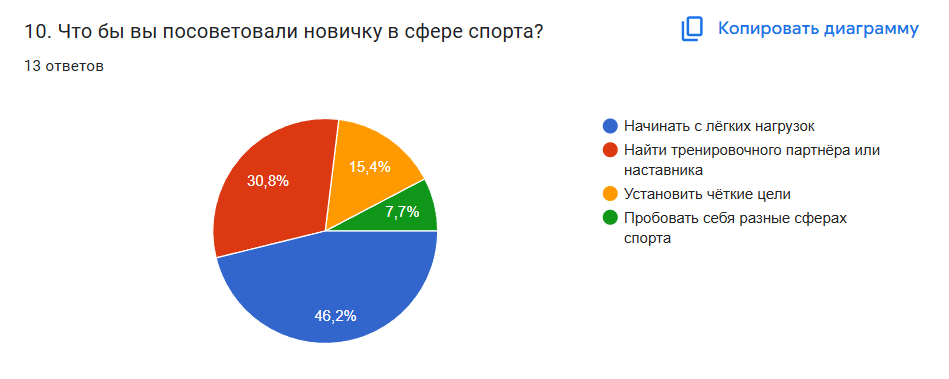 10. Что бы вы посоветовали новичку в сфере спорта?
Копировать диаграмму
13 ответов
Начинать с лёгких нагрузок
Найти тренировочного партнёра или
наставника
Установить чёткие цели
Пробовать себя разные сферах
спорта
15,4%
30,8%
7,7%
46,2%